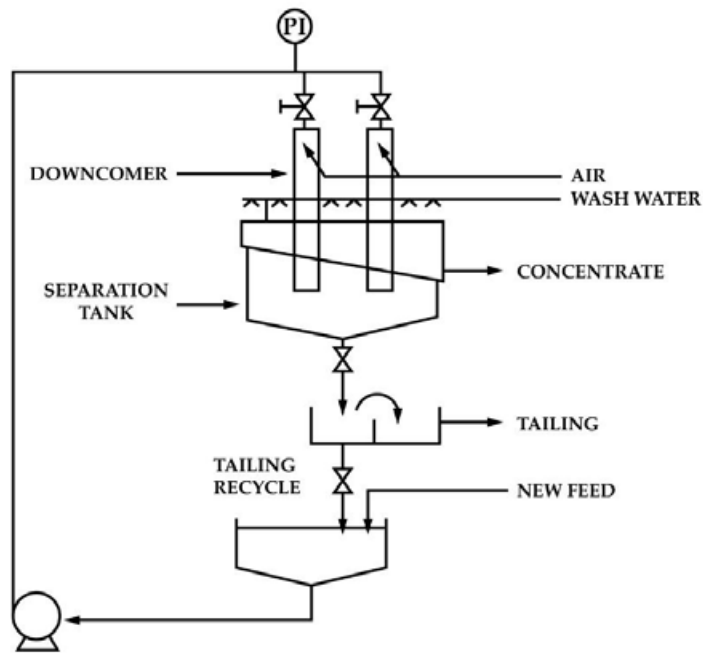 PI
DOWNCOMER
AIR
WASH WATER
CONCENTRATE
SEPARATION
TANK
TAILING
TAILING
RECYCLE
NEW FEED